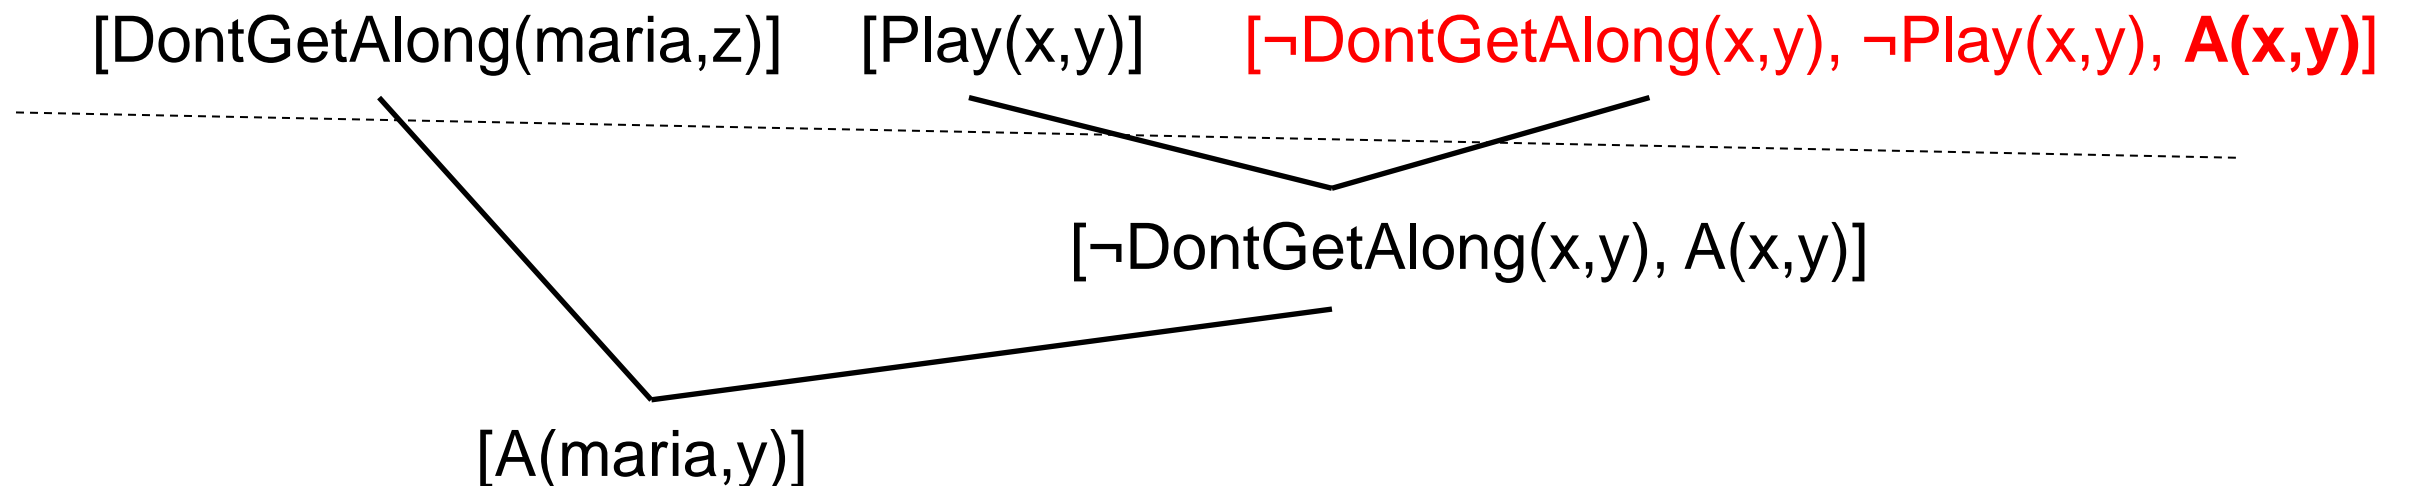 [DontGetAlong(maria,z)] [Play(x,y)] [¬DontGetAlong(x,y), ¬Play(x,y), A(x,y)]
[¬DontGetAlong(x,y), A(x,y)]
[A(maria,y)]